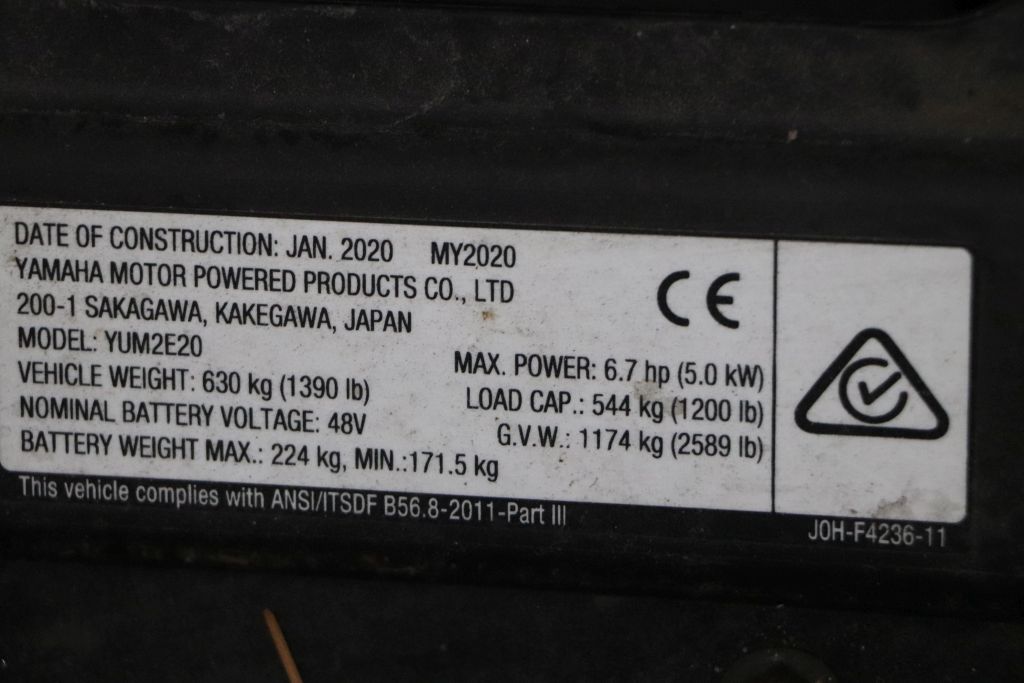 DATE OF CONSTRUCTION: JAN. 2020 MY2020
YAMAHA MOTOR POWERED PRODUCTS CO., LTD
200-1 SAKAGAWA, KAKEGAWA, JAPAN
MODEL: YUM2E20
VEHICLE WEIGHT: 630 kg (1390 lb)
NOMINAL BATTERY VOLTAGE: 48V
BATTERY WEIGHT MAX.: 224 kg, MIN.:171.5 kg
CE
MAX. POWER: 6.7 hp (5.0 kW)
LOAD CAP.: 544 kg (1200 lb)
G.V.W.: 1174 kg (2589 lb)
This vehicle complies with ANSI/ITSDF B56.8-2011-Part III
J0H-F4236-11